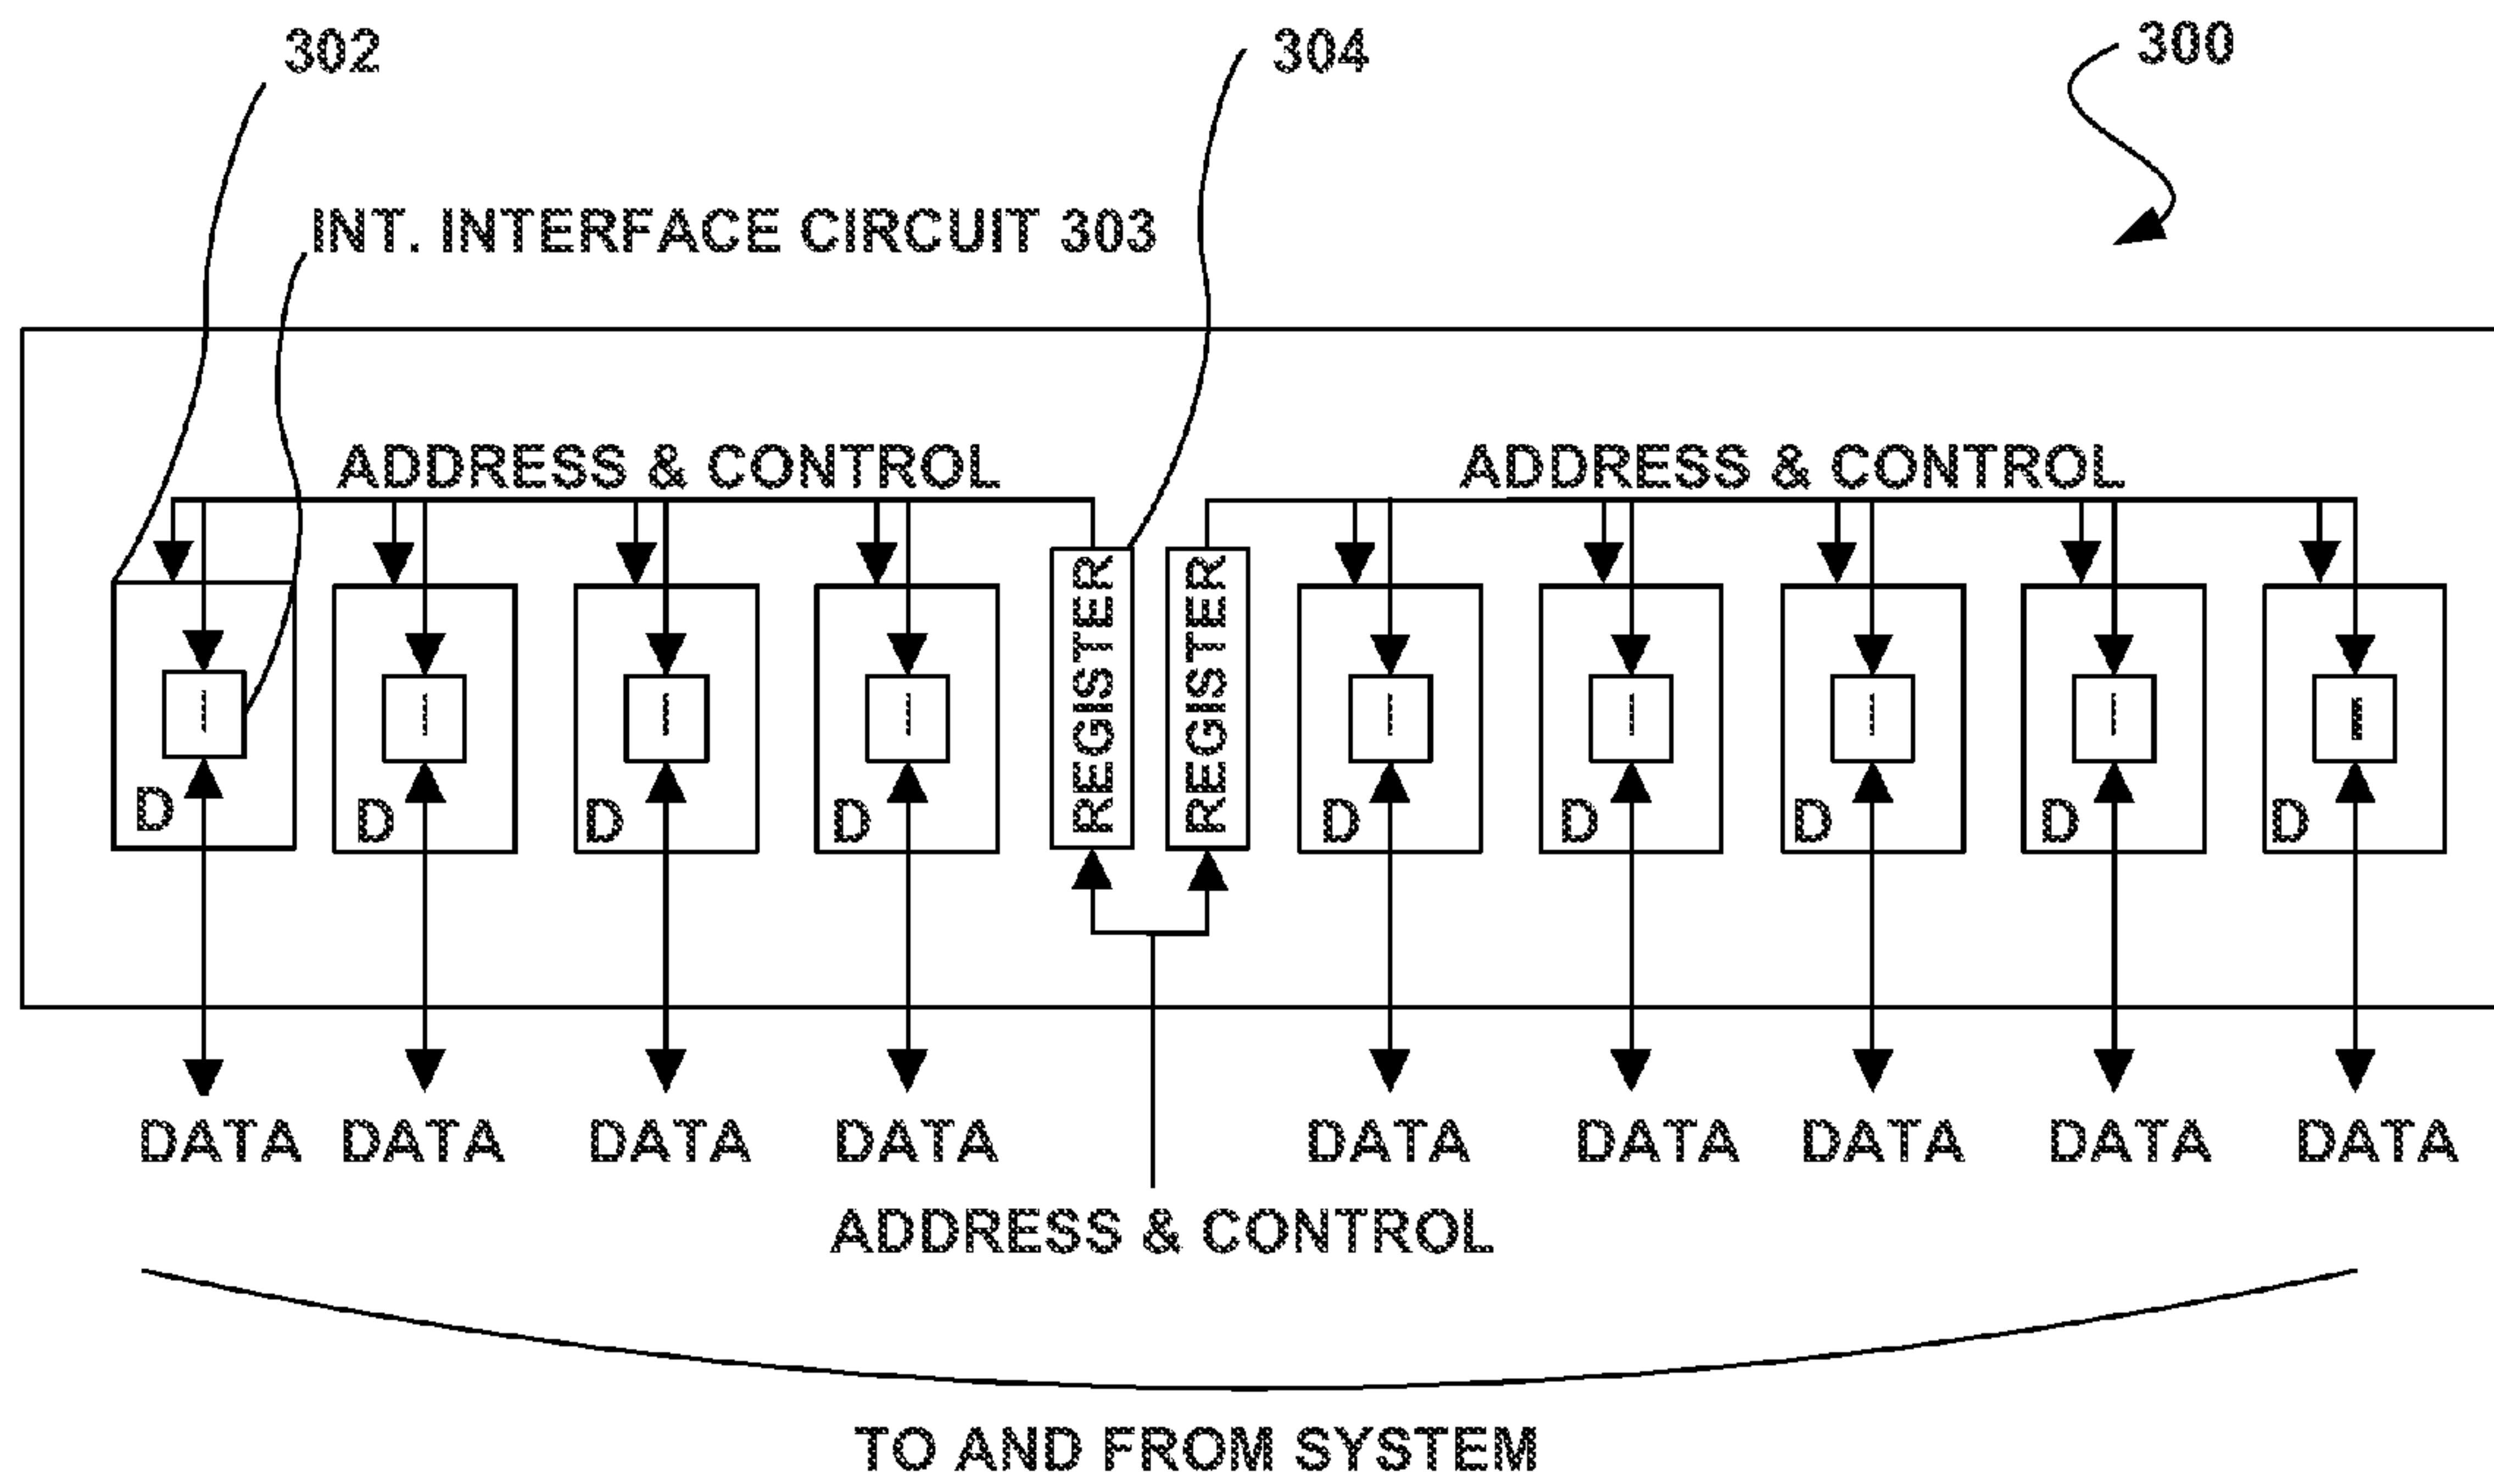 302 304 300
INT. INTERFACE CIRCUIT 303
ADDRESS & CONTROL ADDRESS & CONTROL
REGISTER REGISTER
I I I I I I I I I
D D D D D D D D D
DATA DATA DATA DATA DATA DATA DATA DATA DATA
ADDRESS & CONTROL
TO AND FROM SYSTEM